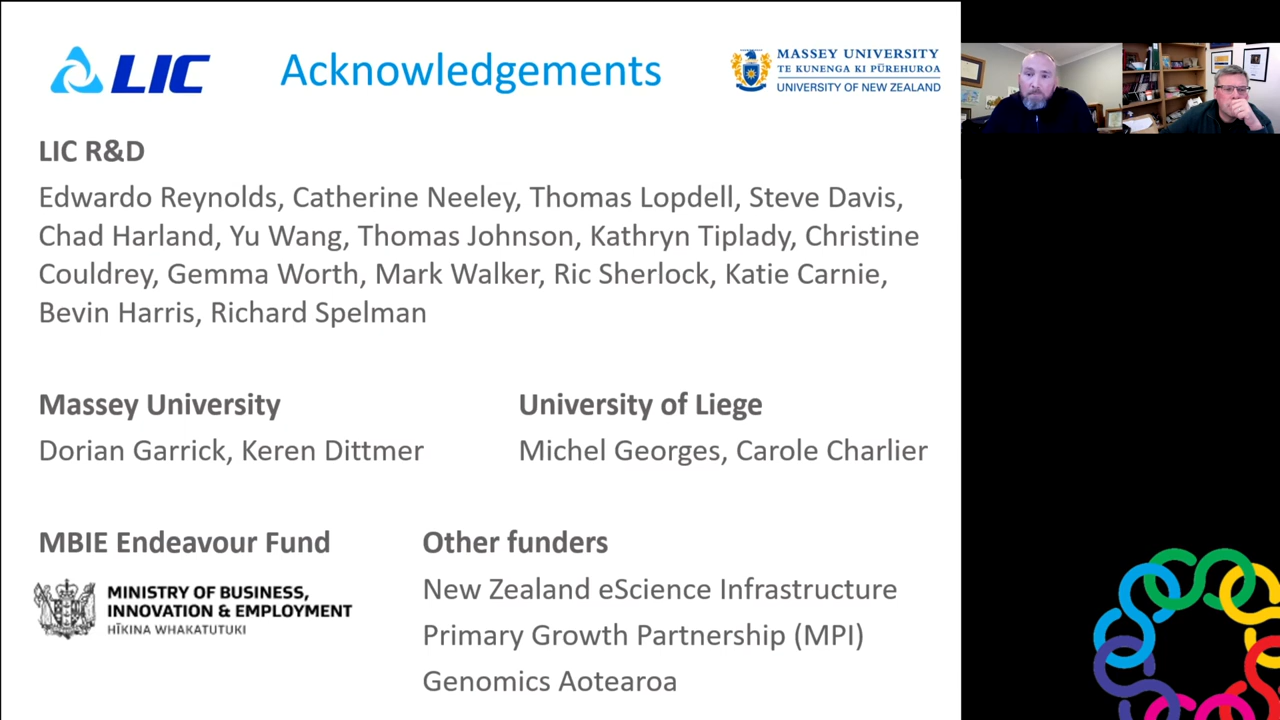 LIC
Acknowledgements
MASSEY UNIVERSITY
TE KUNENGA KI PŪREHUROA
UNIVERSITY OF NEW ZEALAND
LIC R&D
Edwardo Reynolds, Catherine Neeley, Thomas Lopdell, Steve Davis,
Chad Harland, Yu Wang, Thomas Johnson, Kathryn Tiplady, Christine
Couldrey, Gemma Worth, Mark Walker, Ric Sherlock, Katie Carnie,
Bevin Harris, Richard Spelman
Massey University
Dorian Garrick, Keren Dittmer
University of Liege
Michel Georges, Carole Charlier
MBIE Endeavour Fund
MINISTRY OF BUSINESS,
INNOVATION & EMPLOYMENT
HĪKINA WHAKATUTUKI
Other funders
New Zealand eScience Infrastructure
Primary Growth Partnership (MPI)
Genomics Aotearoa